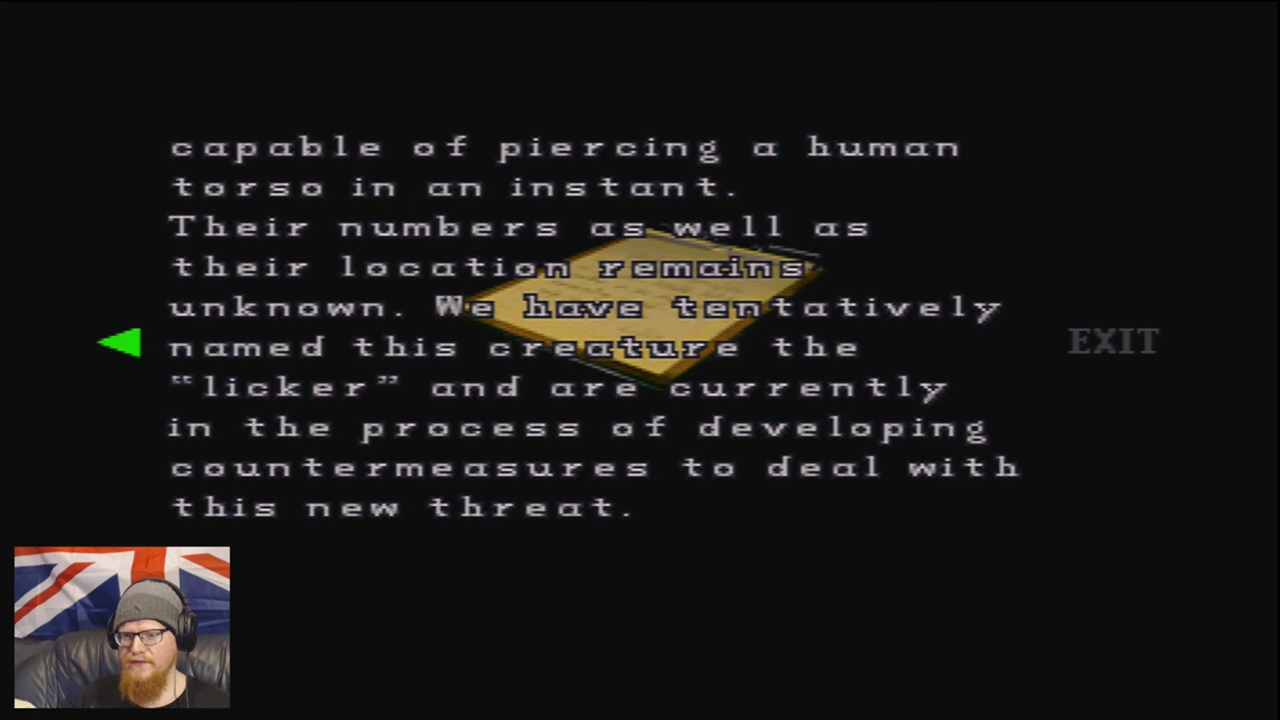 capable of piercing a human
torso in an instant.
Their numbers as well as
their location remains
unknown. We have tentatively
named this creature the
“licker” and are currently
in the process of developing
countermeasures to deal with
this new threat.
EXIT